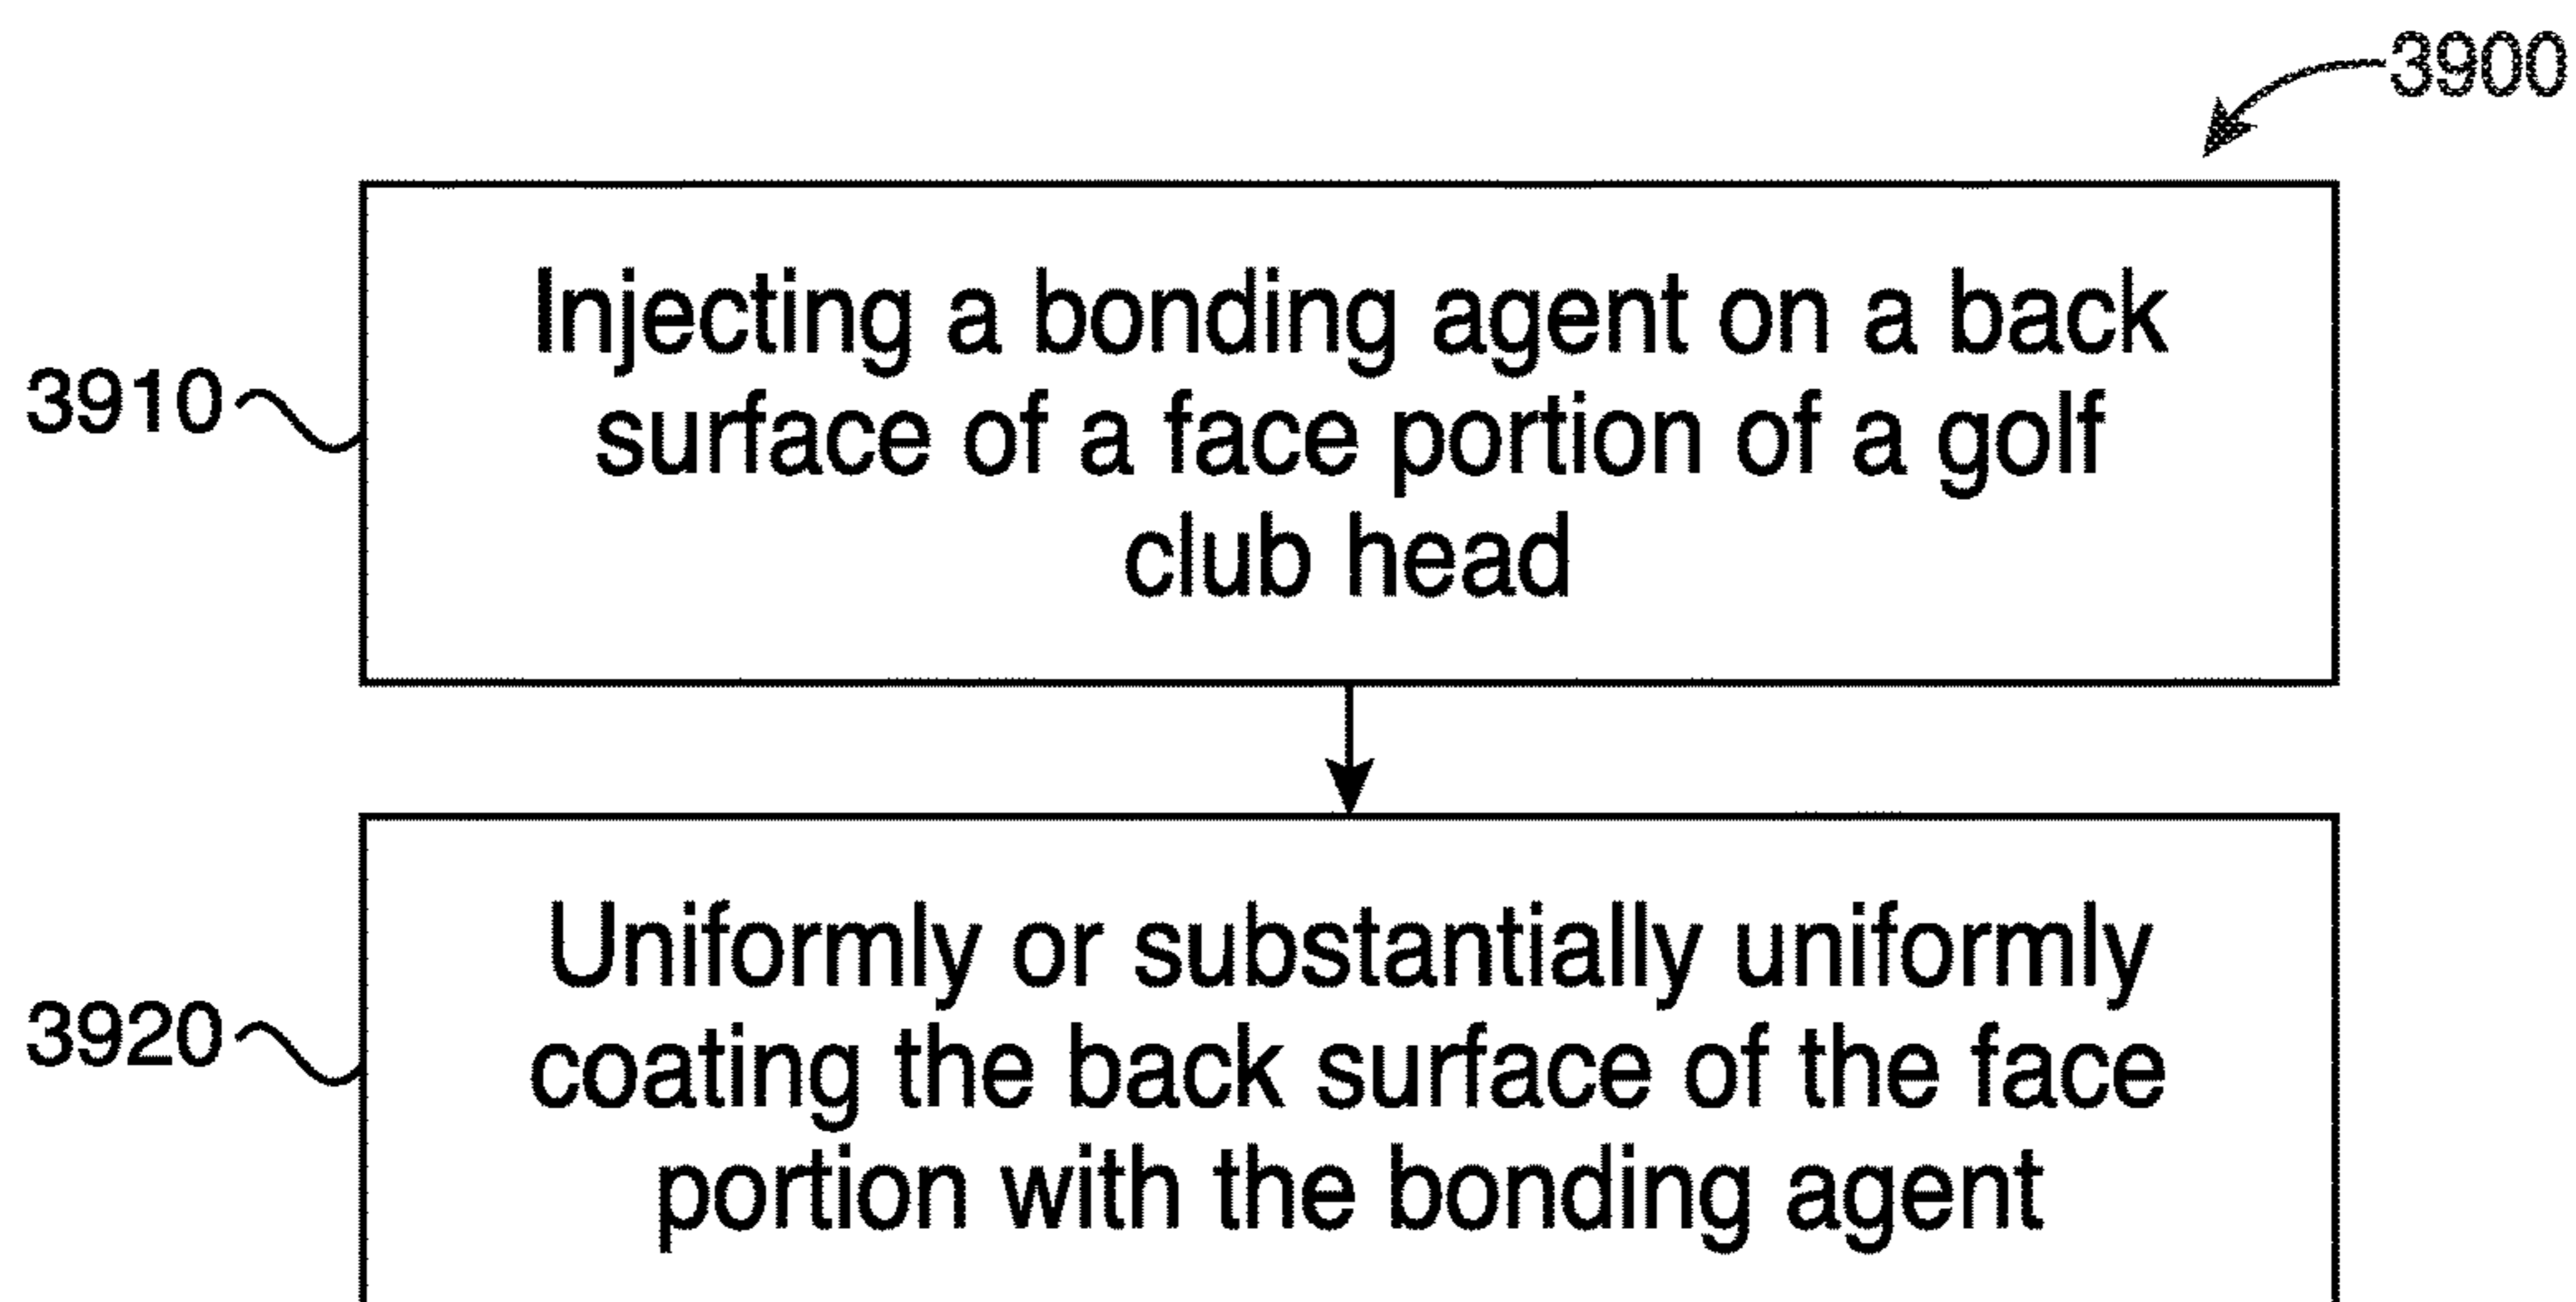 3900
Injecting a bonding agent on a back
surface of a face portion of a golf
club head
3910
Uniformly or substantially uniformly
coating the back surface of the face
portion with the bonding agent
3920